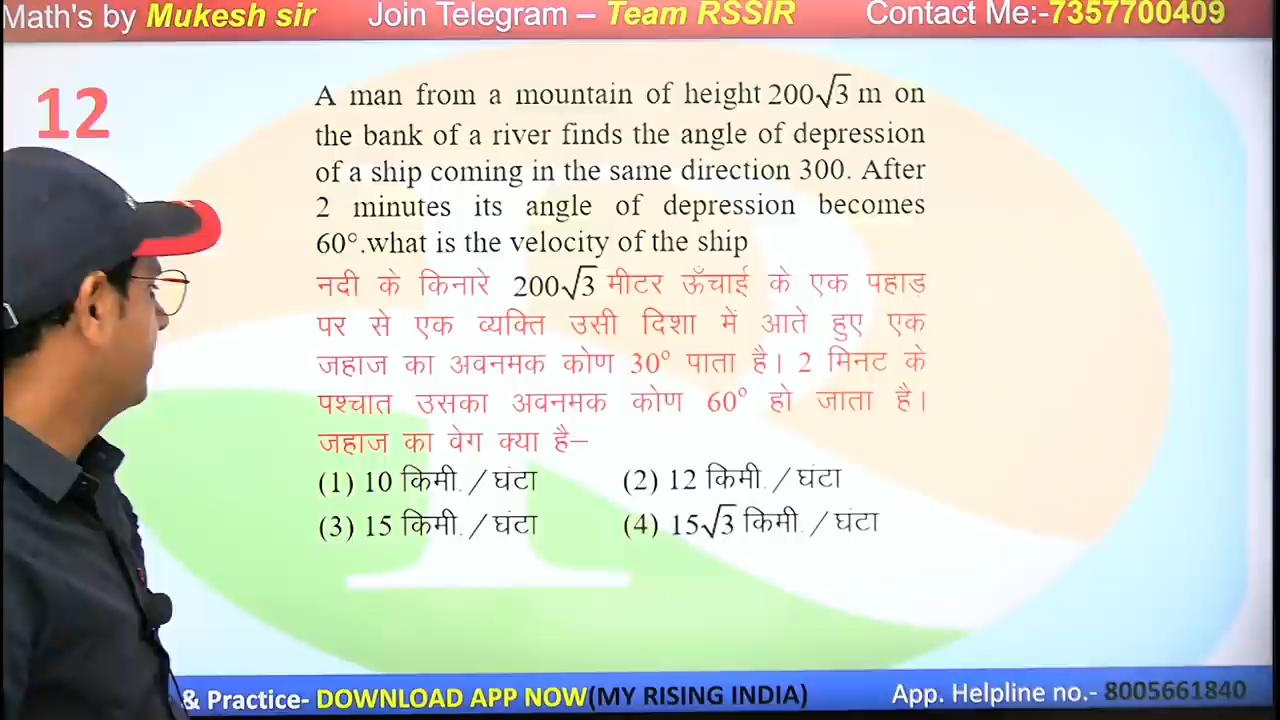 Math's by Mukesh sir Join Telegram – Team RSSIR Contact Me:-7357700409
12
A man from a mountain of height 200√3 m on
the bank of a river finds the angle of depression
of a ship coming in the same direction 300. After
2 minutes its angle of depression becomes
60°.what is the velocity of the ship
नदी के किनारे 200√3 मीटर ऊँचाई के एक पहाड़
पर से एक व्यक्ति उसी दिशा में आते हुए एक
जहाज का अवनमक कोण 30° पाता है। 2 मिनट के
पश्चात उसका अवनमक कोण 60° हो जाता है।
जहाज का वेग क्या है–
(1) 10 किमी. / घंटा (2) 12 किमी. / घंटा
(3) 15 किमी. / घंटा (4) 15√3 किमी. / घंटा
& Practice- DOWNLOAD APP NOW(MY RISING INDIA) App. Helpline no.- 8005661840